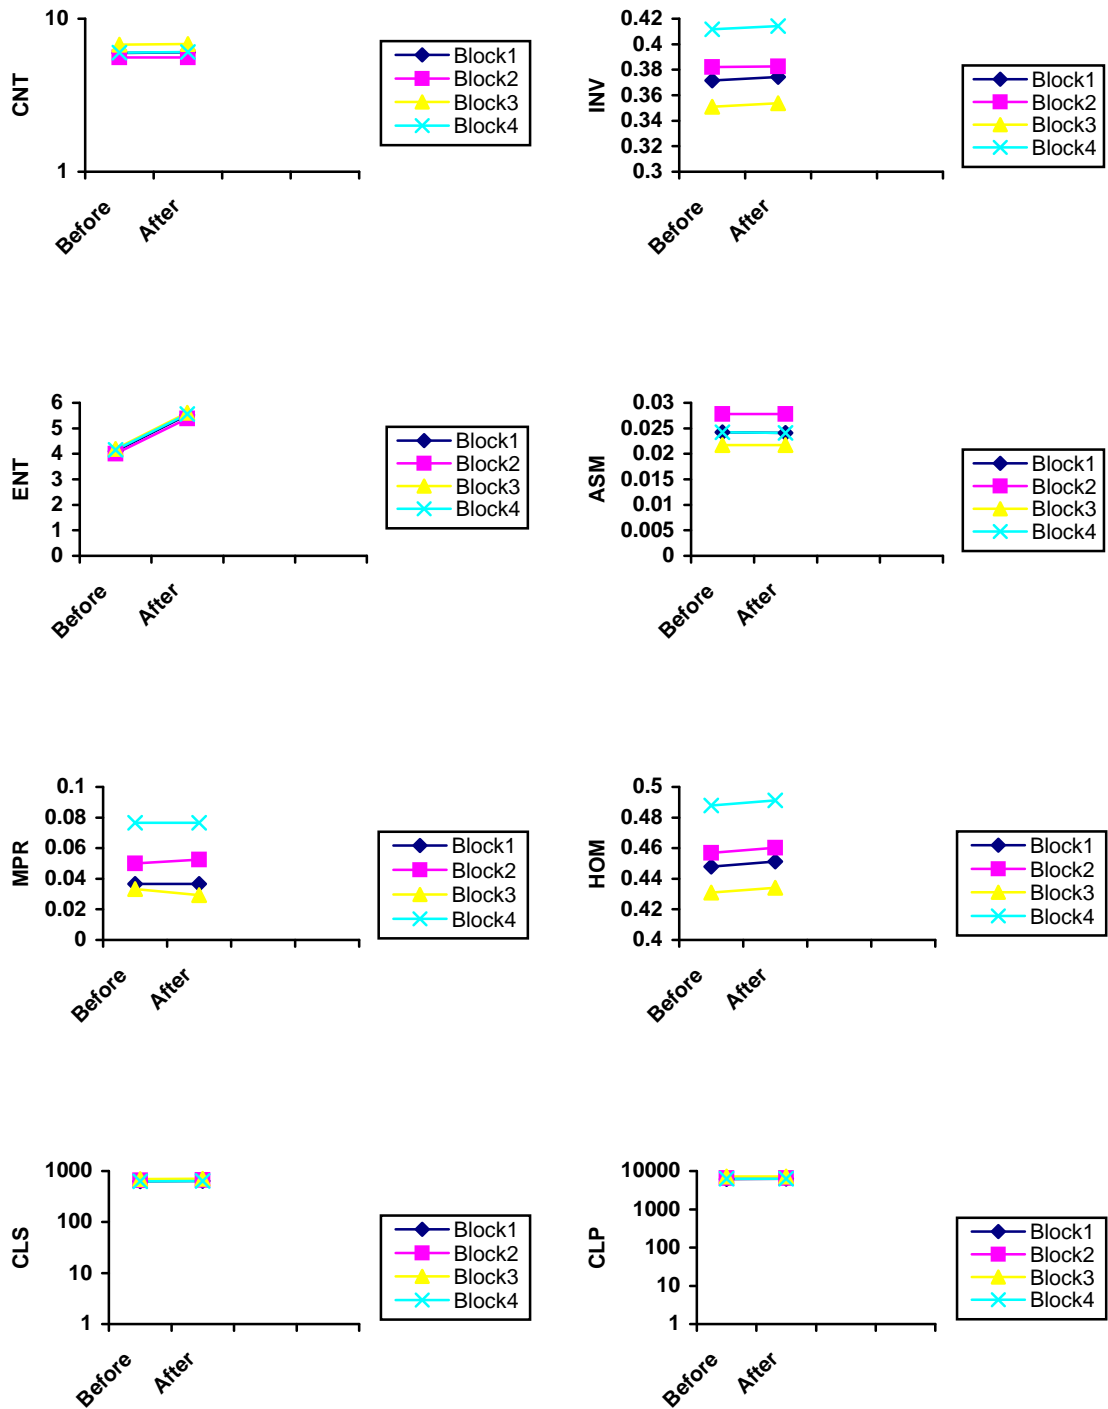 CNT
10
1
Before
After
Block1
Block2
Block3
Block4
INV
0.42
0.4
0.38
0.36
0.34
0.32
0.3
Before
After
Block1
Block2
Block3
Block4
ENT
6
5
4
3
2
1
0
Before
After
Block1
Block2
Block3
Block4
ASM
0.03
0.025
0.02
0.015
0.01
0.005
0
Before
After
Block1
Block2
Block3
Block4
MPR
0.1
0.08
0.06
0.04
0.02
0
Before
After
Block1
Block2
Block3
Block4
HOM
0.5
0.48
0.46
0.44
0.42
0.4
Before
After
Block1
Block2
Block3
Block4
CLS
1000
100
10
1
Before
After
Block1
Block2
Block3
Block4
CLP
10000
1000
100
10
1
Before
After
Block1
Block2
Block3
Block4